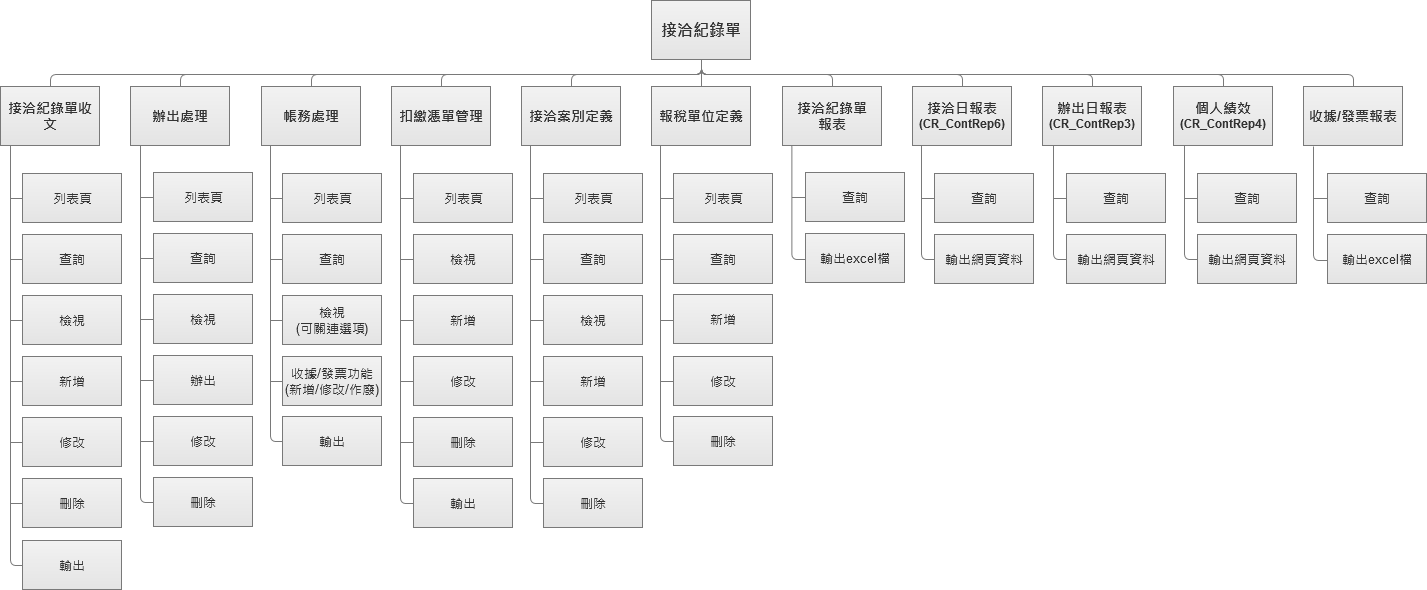 接洽紀錄單
接洽紀錄單收
文
列表頁
查詢
檢視
新增
修改
刪除
輸出
辦出處理
列表頁
查詢
檢視
辦出
修改
刪除
帳務處理
列表頁
查詢
檢視
(可關連選項)
收據/發票功能
(新增/修改/作廢)
輸出
扣繳憑單管理
列表頁
檢視
新增
修改
刪除
輸出
接洽案別定義
列表頁
查詢
檢視
新增
修改
刪除
報稅單位定義
列表頁
查詢
新增
修改
刪除
接洽紀錄單
報表
查詢
輸出excel檔
接洽日報表
(CR_ContRep6)
查詢
輸出網頁資料
辦出日報表
(CR_ContRep3)
查詢
輸出網頁資料
個人績效
(CR_ContRep4)
查詢
輸出網頁資料
收據/發票報表
查詢
輸出excel檔